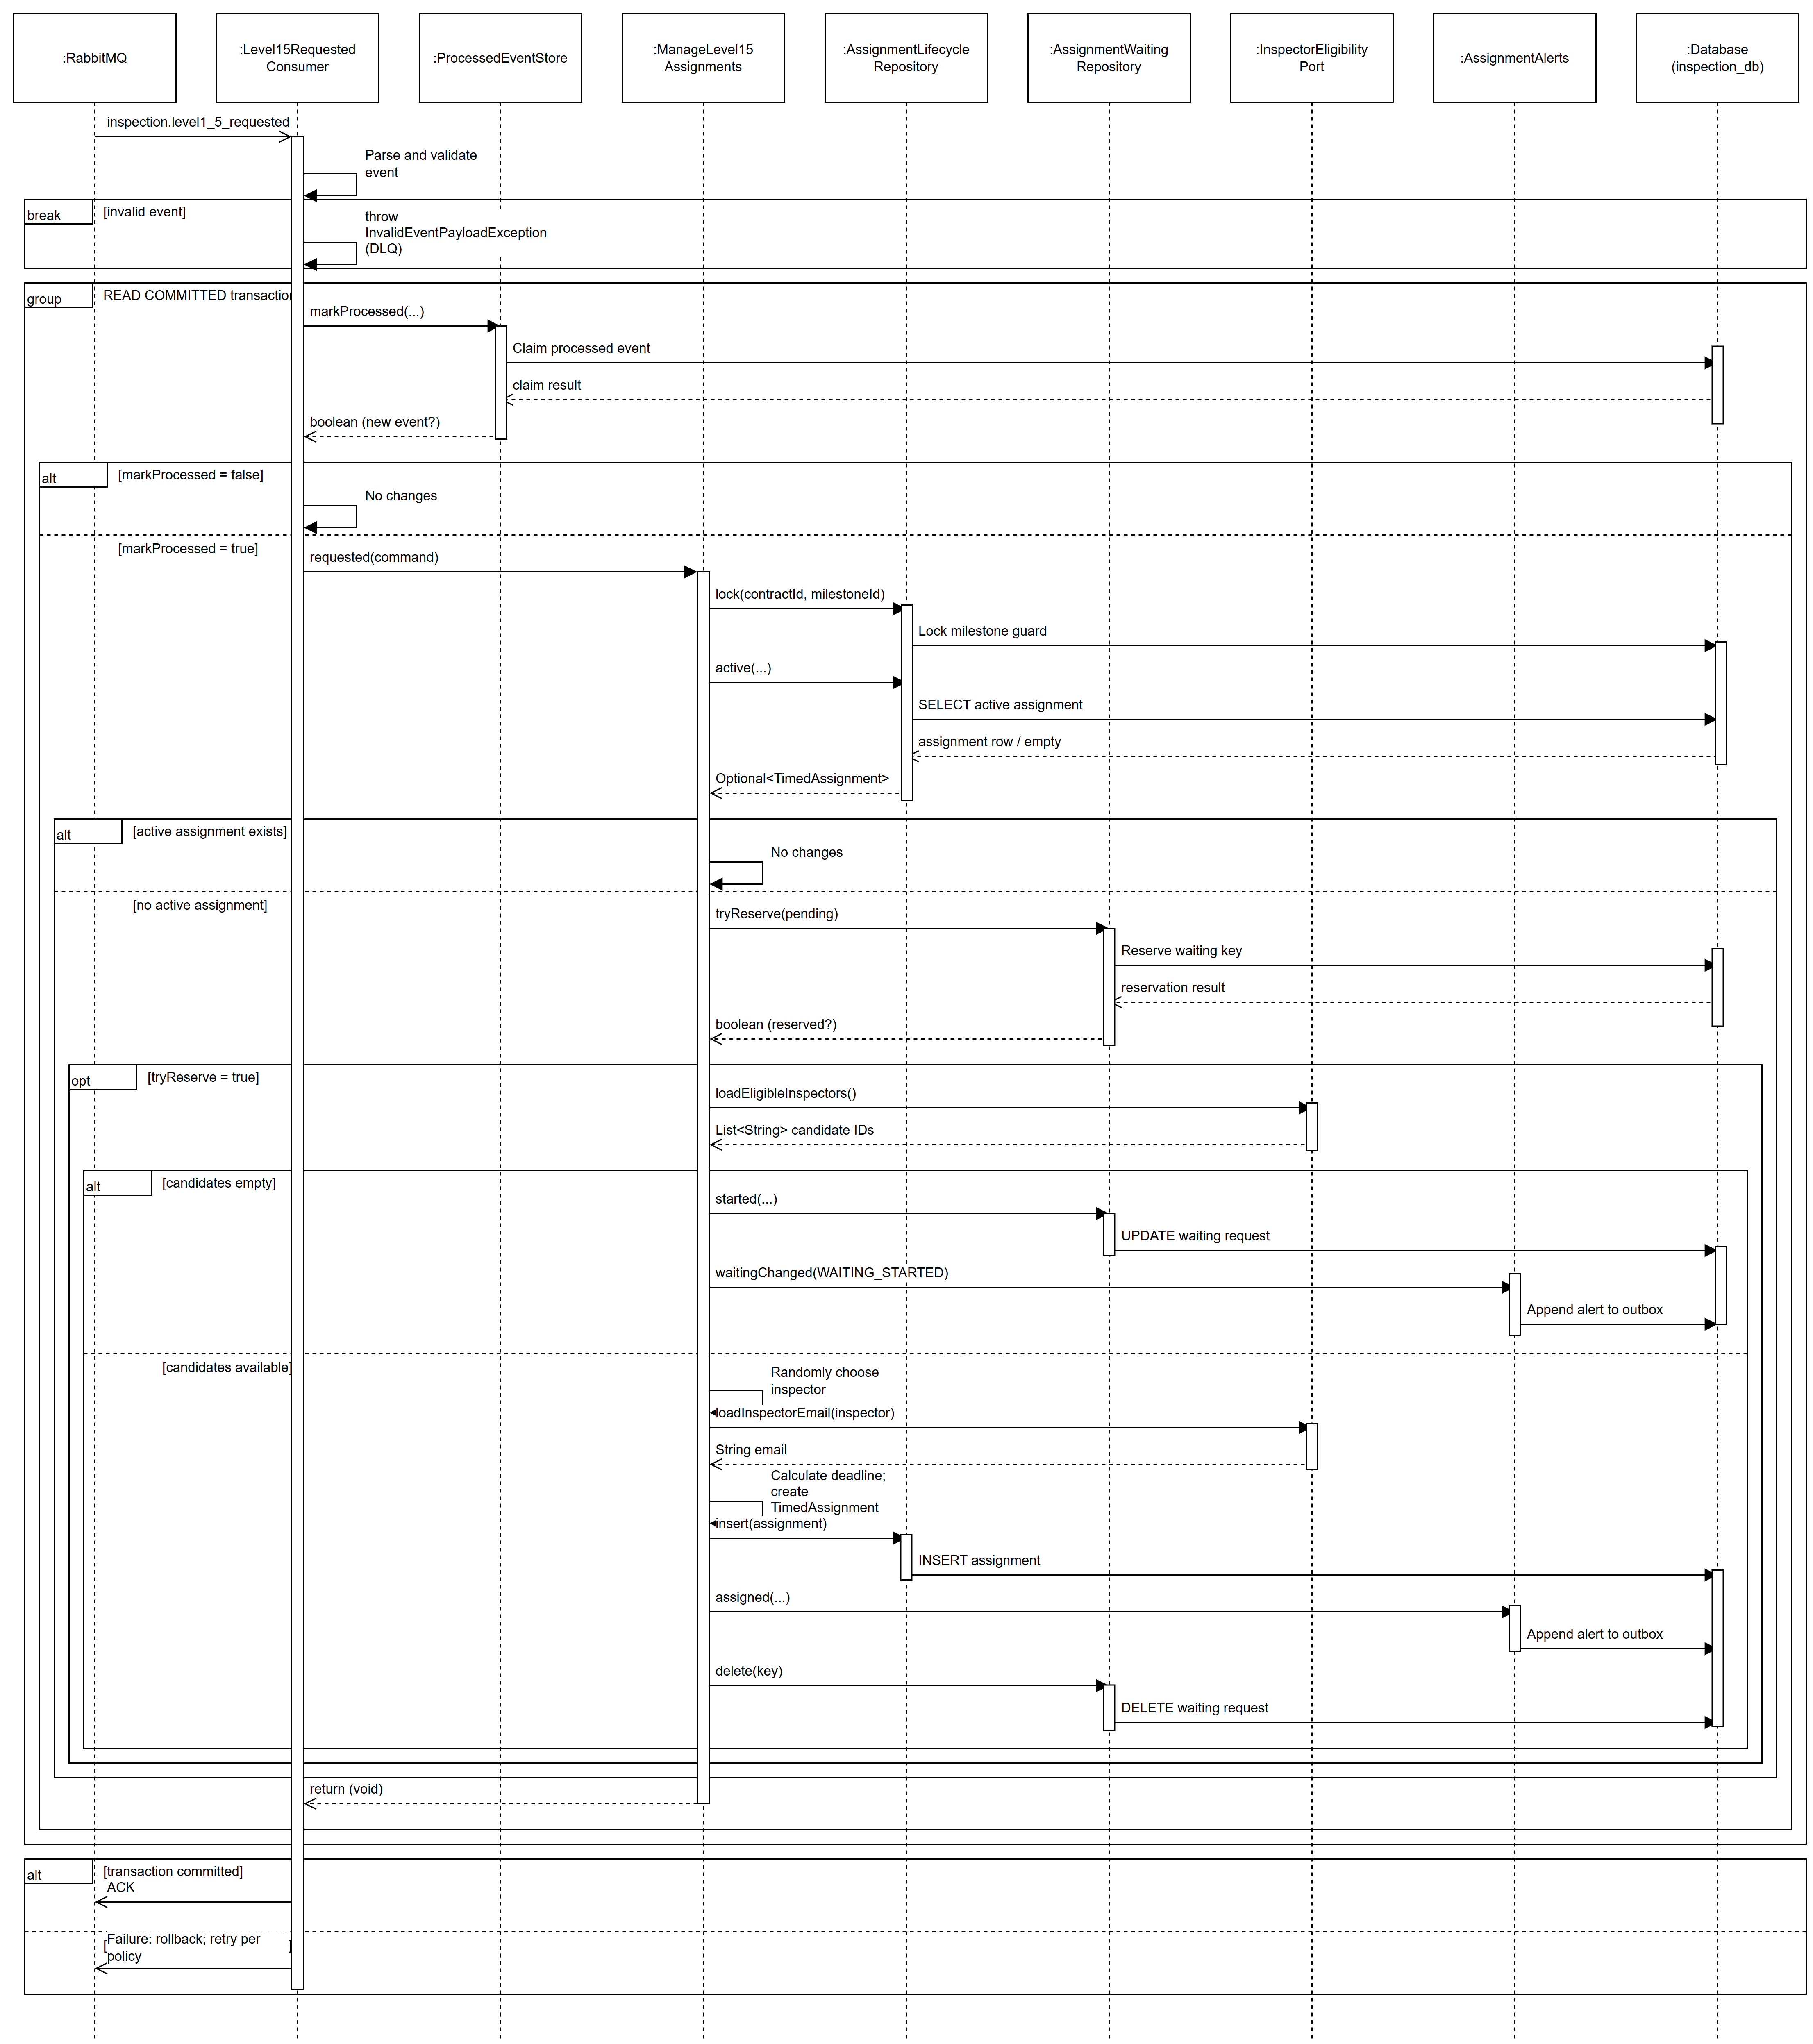 :RabbitMQ
:Level15Requested
Consumer
:ProcessedEventStore
:ManageLevel15
Assignments
:AssignmentLifecycle
Repository
:AssignmentWaiting
Repository
:InspectorEligibility
Port
:AssignmentAlerts
:Database
(inspection_db)
inspection.level1_5_requested
Parse and validate
event
break
[invalid event]
throw
InvalidEventPayloadException
(DLQ)
group
READ COMMITTED transaction
markProcessed(...)
Claim processed event
claim result
boolean (new event?)
alt
[markProcessed = false]
No changes
[markProcessed = true]
requested(command)
lock(contractId, milestoneId)
Lock milestone guard
active(...)
SELECT active assignment
assignment row / empty
Optional<TimedAssignment>
alt
[active assignment exists]
No changes
[no active assignment]
tryReserve(pending)
Reserve waiting key
reservation result
boolean (reserved?)
opt
[tryReserve = true]
loadEligibleInspectors()
List<String> candidate IDs
alt
[candidates empty]
started(...)
UPDATE waiting request
waitingChanged(WAITING_STARTED)
Append alert to outbox
[candidates available]
Randomly choose
inspector
loadInspectorEmail(inspector)
String email
Calculate deadline;
create
TimedAssignment
insert(assignment)
INSERT assignment
assigned(...)
Append alert to outbox
delete(key)
DELETE waiting request
return (void)
alt
[transaction committed]
ACK
[ ]
Failure: rollback; retry per
policy